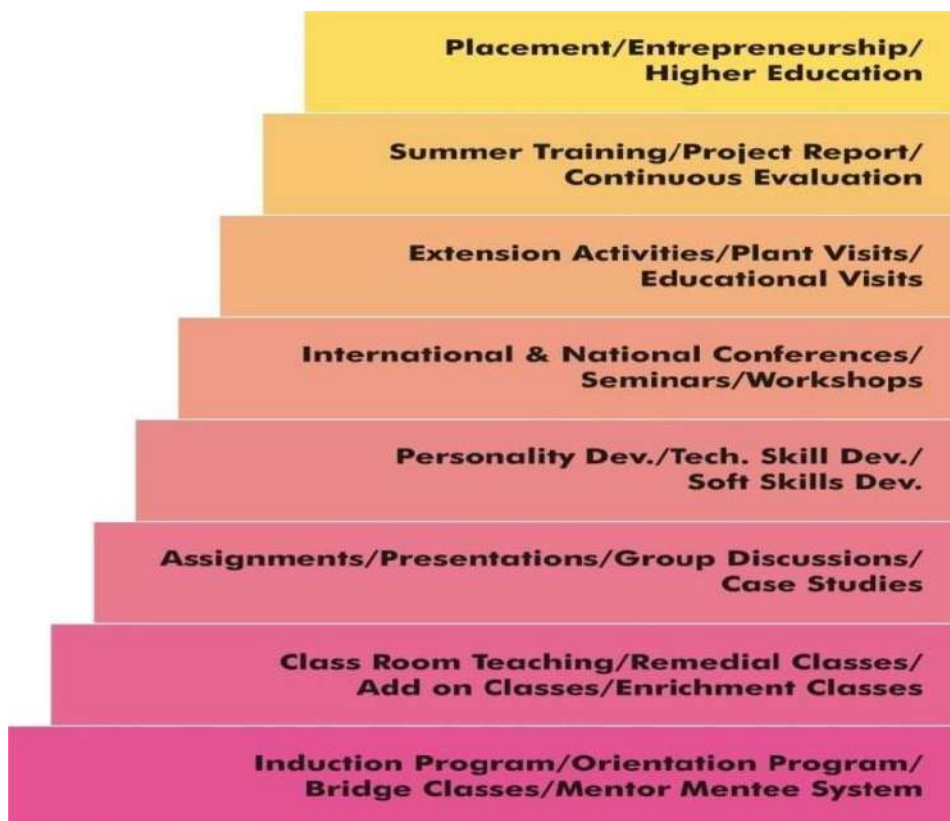 Placement/Entrepreneurship/
Higher Education
Summer Training/Project Report/
Continuous Evaluation
Extension Activities/Plant Visits/
Educational Visits
International & National Conferences/
Seminars/Workshops
Personality Dev./Tech. Skill Dev./
Soft Skills Dev.
Assignments/Presentations/Group Discussions/
Case Studies
Class Room Teaching/Remedial Classes/
Add on Classes/Enrichment Classes
Induction Program/Orientation Program/
Bridge Classes/Mentor Mentee System